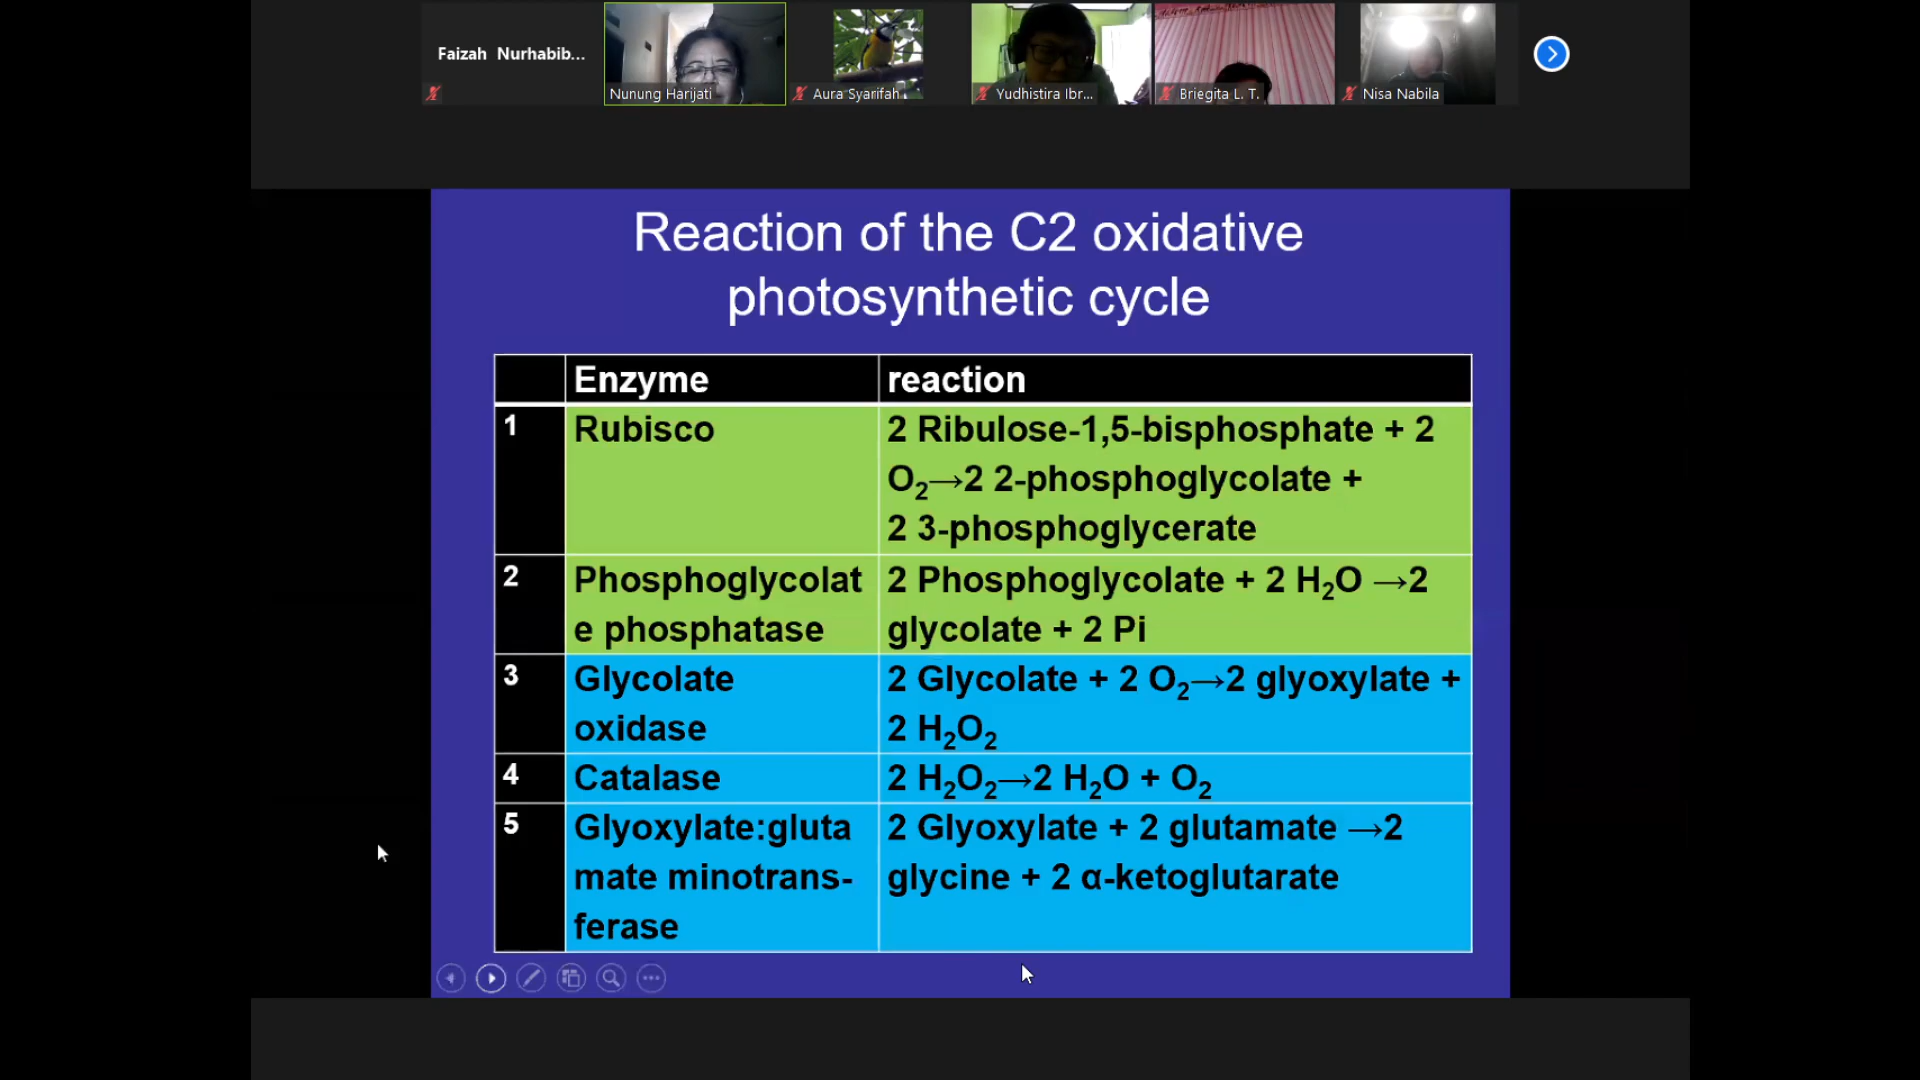 Faizah Nurhabib...
Nunung Harijati
Aura Syarifah
Yudhistira Ibr...
Briegita L. T.
Nisa Nabila
Reaction of the C2 oxidative
photosynthetic cycle
Enzyme reaction
1 Rubisco 2 Ribulose-1,5-bisphosphate + 2
O₂→2 2-phosphoglycolate +
2 3-phosphoglycerate
2 Phosphoglycolat 2 Phosphoglycolate + 2 H₂O →2
e phosphatase glycolate + 2 Pi
3 Glycolate 2 Glycolate + 2 O₂→2 glyoxylate +
oxidase 2 H₂O₂
4 Catalase 2 H₂O₂→2 H₂O + O₂
5 Glyoxylate:gluta 2 Glyoxylate + 2 glutamate →2
mate minotrans- glycine + 2 α-ketoglutarate
ferase